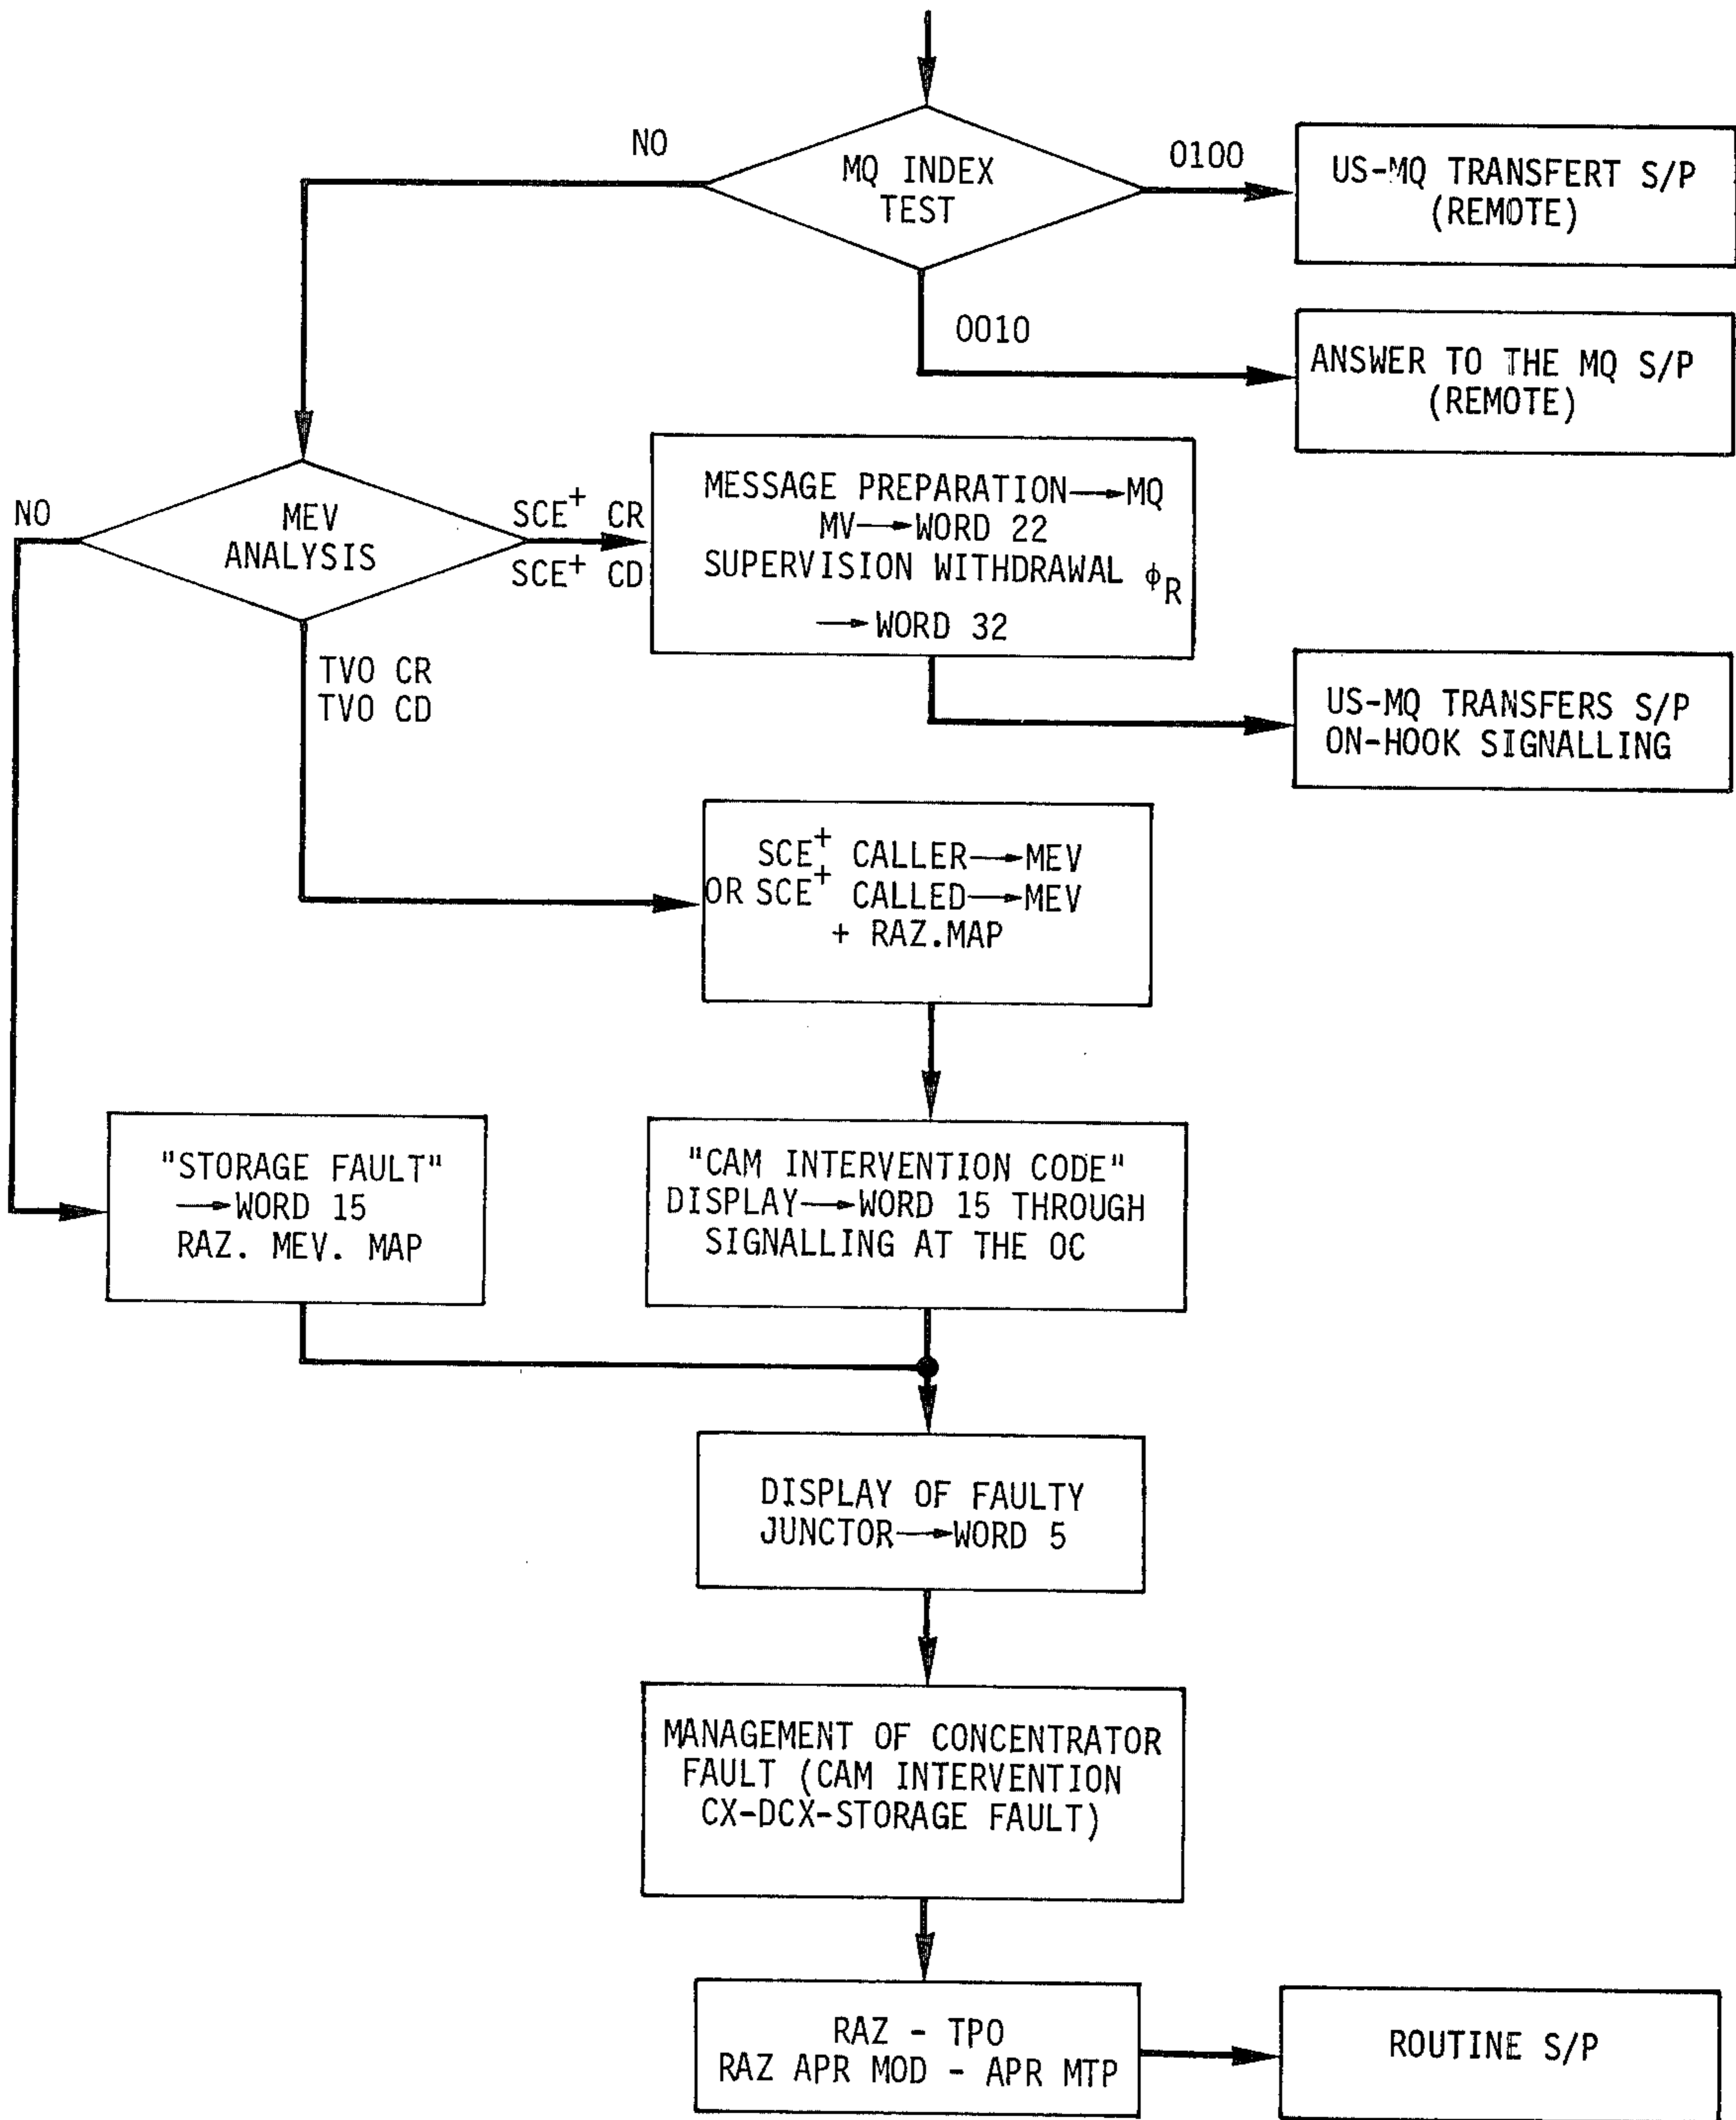 NO
MQ INDEX
TEST
0100
US-MQ TRANSFERT S/P
(REMOTE)
0010
ANSWER TO THE MQ S/P
(REMOTE)
NO
MEV
ANALYSIS
SCE+ CR
SCE+ CD
MESSAGE PREPARATION→MQ
MV→WORD 22
SUPERVISION WITHDRAWAL ϕR
→WORD 32
TVO CR
TVO CD
US-MQ TRANSFERS S/P
ON-HOOK SIGNALLING
SCE+ CALLER→MEV
OR SCE+ CALLED→MEV
+ RAZ.MAP
"STORAGE FAULT"
→WORD 15
RAZ. MEV. MAP
"CAM INTERVENTION CODE"
DISPLAY→WORD 15 THROUGH
SIGNALLING AT THE OC
DISPLAY OF FAULTY
JUNCTOR→WORD 5
MANAGEMENT OF CONCENTRATOR
FAULT (CAM INTERVENTION
CX-DCX-STORAGE FAULT)
RAZ - TPO
RAZ APR MOD - APR MTP
ROUTINE S/P